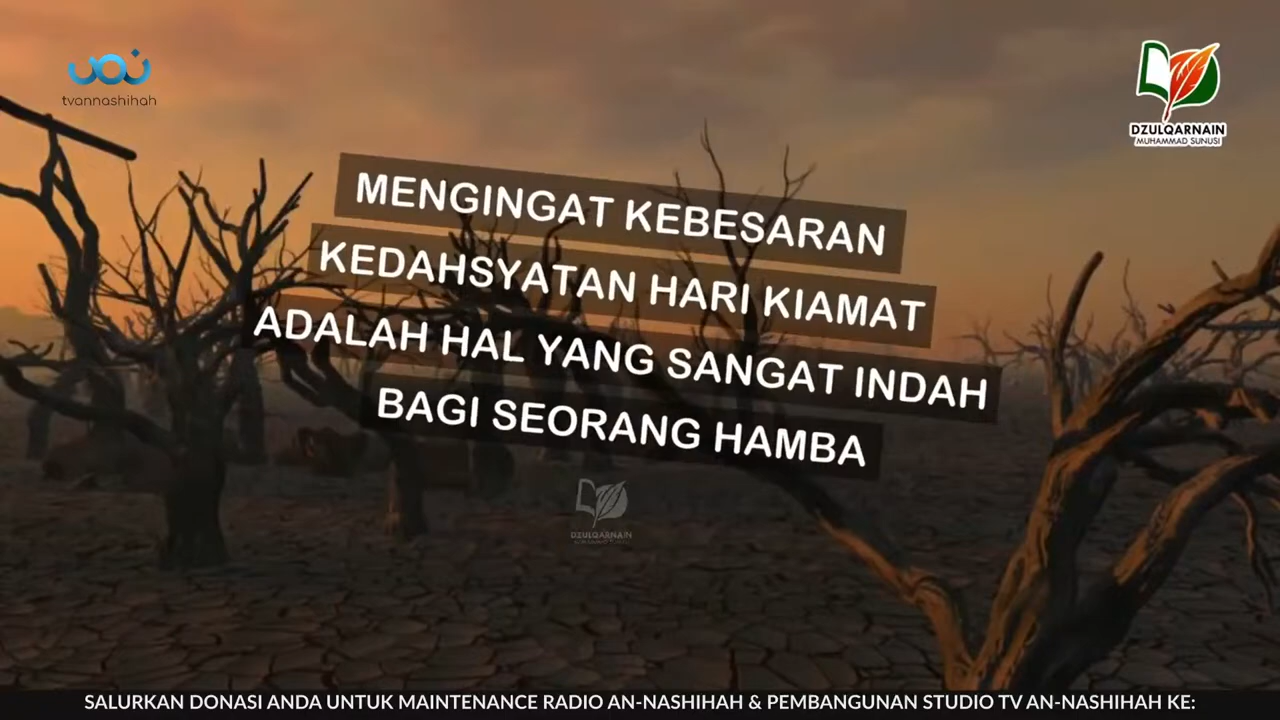 نصح
tvannashihah
DZULQARNAIN
MUHAMMAD SUNUSI
MENGINGAT KEBESARAN
KEDAHSYATAN HARI KIAMAT
ADALAH HAL YANG SANGAT INDAH
BAGI SEORANG HAMBA
DZULQARNAIN
SALURKAN DONASI ANDA UNTUK MAINTENANCE RADIO AN-NASHIHAH & PEMBANGUNAN STUDIO TV AN-NASHIHAH KE: